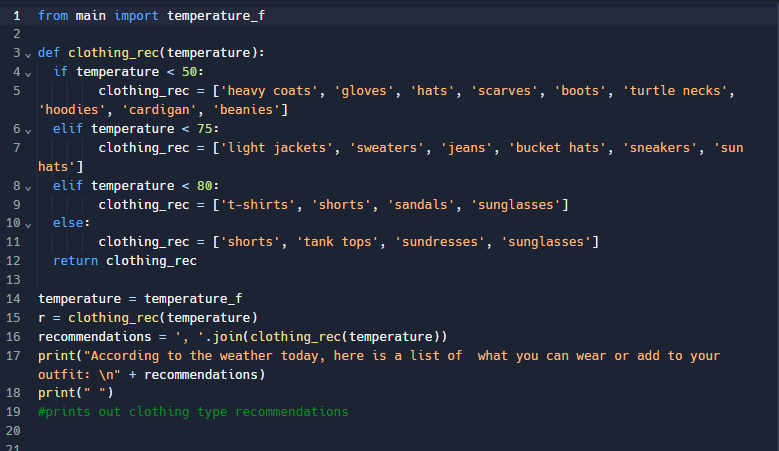 1 from main import temperature_f
2
3 def clothing_rec(temperature):
4 if temperature < 50:
5 clothing_rec = ['heavy coats', 'gloves', 'hats', 'scarves', 'boots', 'turtle necks',
'hoodies', 'cardigan', 'beanies']
6 elif temperature < 75:
7 clothing_rec = ['light jackets', 'sweaters', 'jeans', 'bucket hats', 'sneakers', 'sun
hats']
8 elif temperature < 80:
9 clothing_rec = ['t-shirts', 'shorts', 'sandals', 'sunglasses']
10 else:
11 clothing_rec = ['shorts', 'tank tops', 'sundresses', 'sunglasses']
12 return clothing_rec
13
14 temperature = temperature_f
15 r = clothing_rec(temperature)
16 recommendations = ', '.join(clothing_rec(temperature))
17 print("According to the weather today, here is a list of  what you can wear or add to your
outfit: \n" + recommendations)
18 print(" ")
19 #prints out clothing type recommendations
20
21